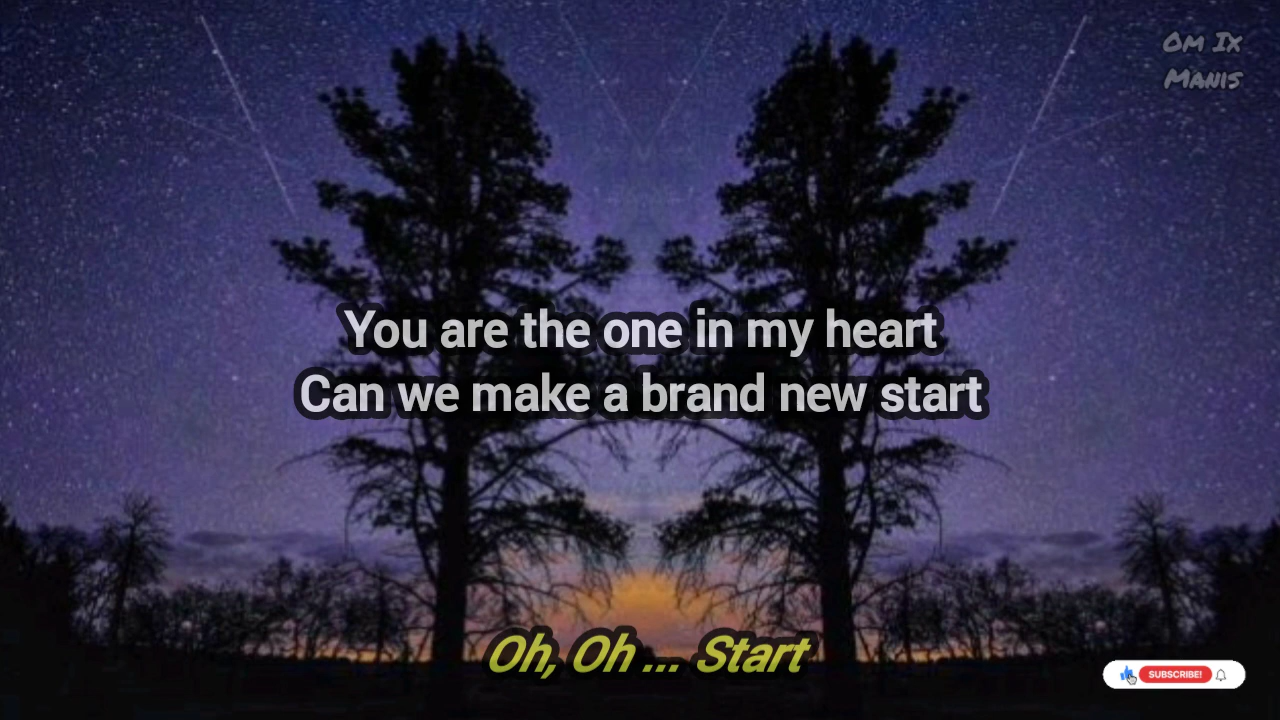 Om Ix
Manis
You are the one in my heart
Can we make a brand new start
Oh, Oh ... Start
SUBSCRIBE!